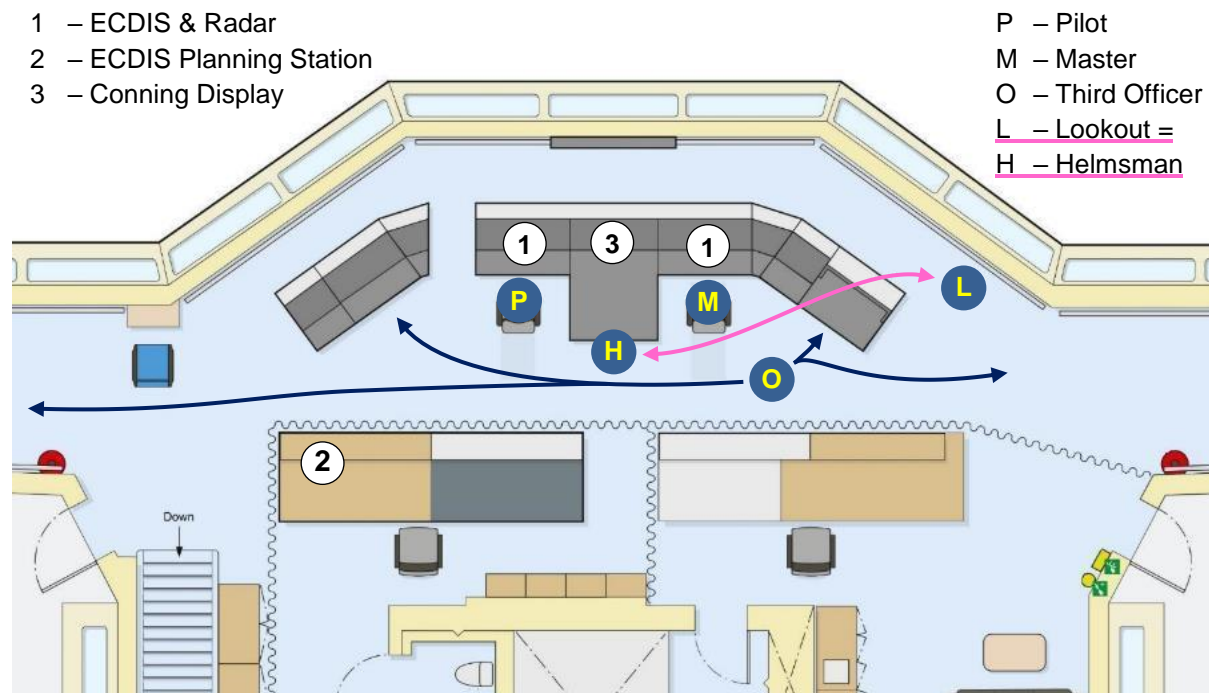 1 – ECDIS & Radar
2 – ECDIS Planning Station
3 – Conning Display
P – Pilot
M – Master
O – Third Officer
L – Lookout =
H – Helmsman
1
3
1
P
M
L
H
O
2
Down